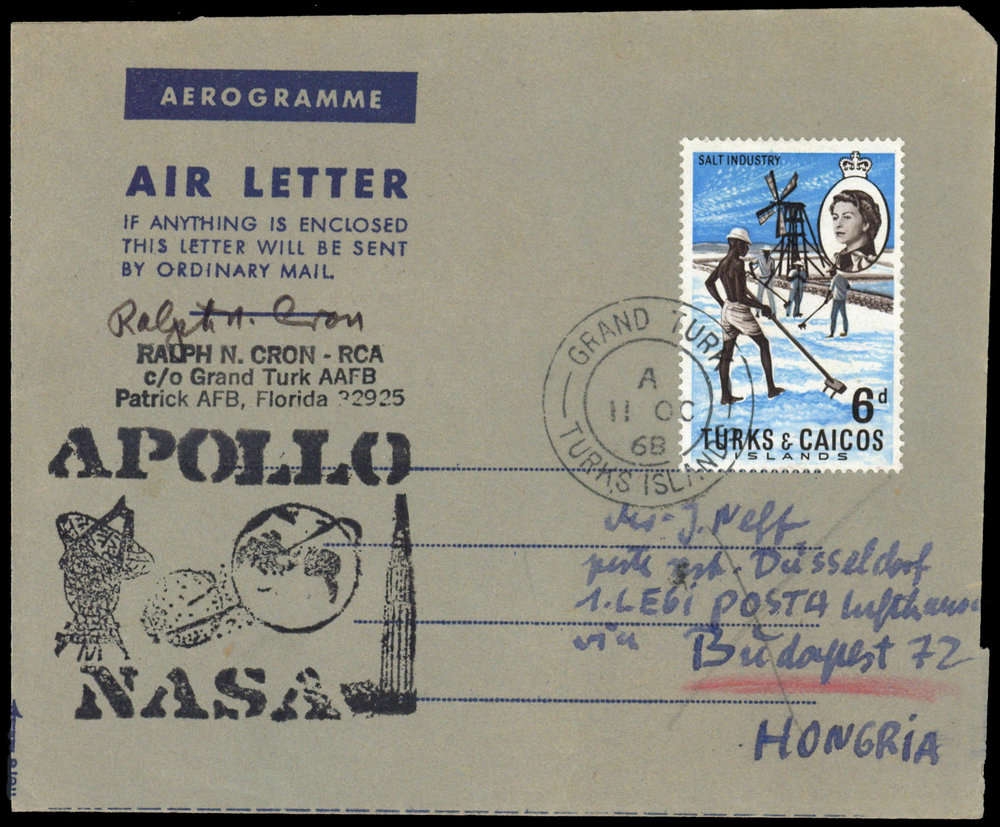 AEROGRAMME
AIR LETTER
IF ANYTHING IS ENCLOSED
THIS LETTER WILL BE SENT
BY ORDINARY MAIL.
Ralph N. Cron
RALPH N. CRON - RCA
c/o Grand Turk AAFB
Patrick AFB, Florida 32925
APOLLO
NASA
SALT INDUSTRY
6d
TURKS & CAICOS
ISLANDS
GRAND TURK
A
11 OC
68
TURKS ISLANDS
J. Neff
Düsseldorf
1. LEGI POSTA Lufthansa
via Budapest 72
HONGRIA
here